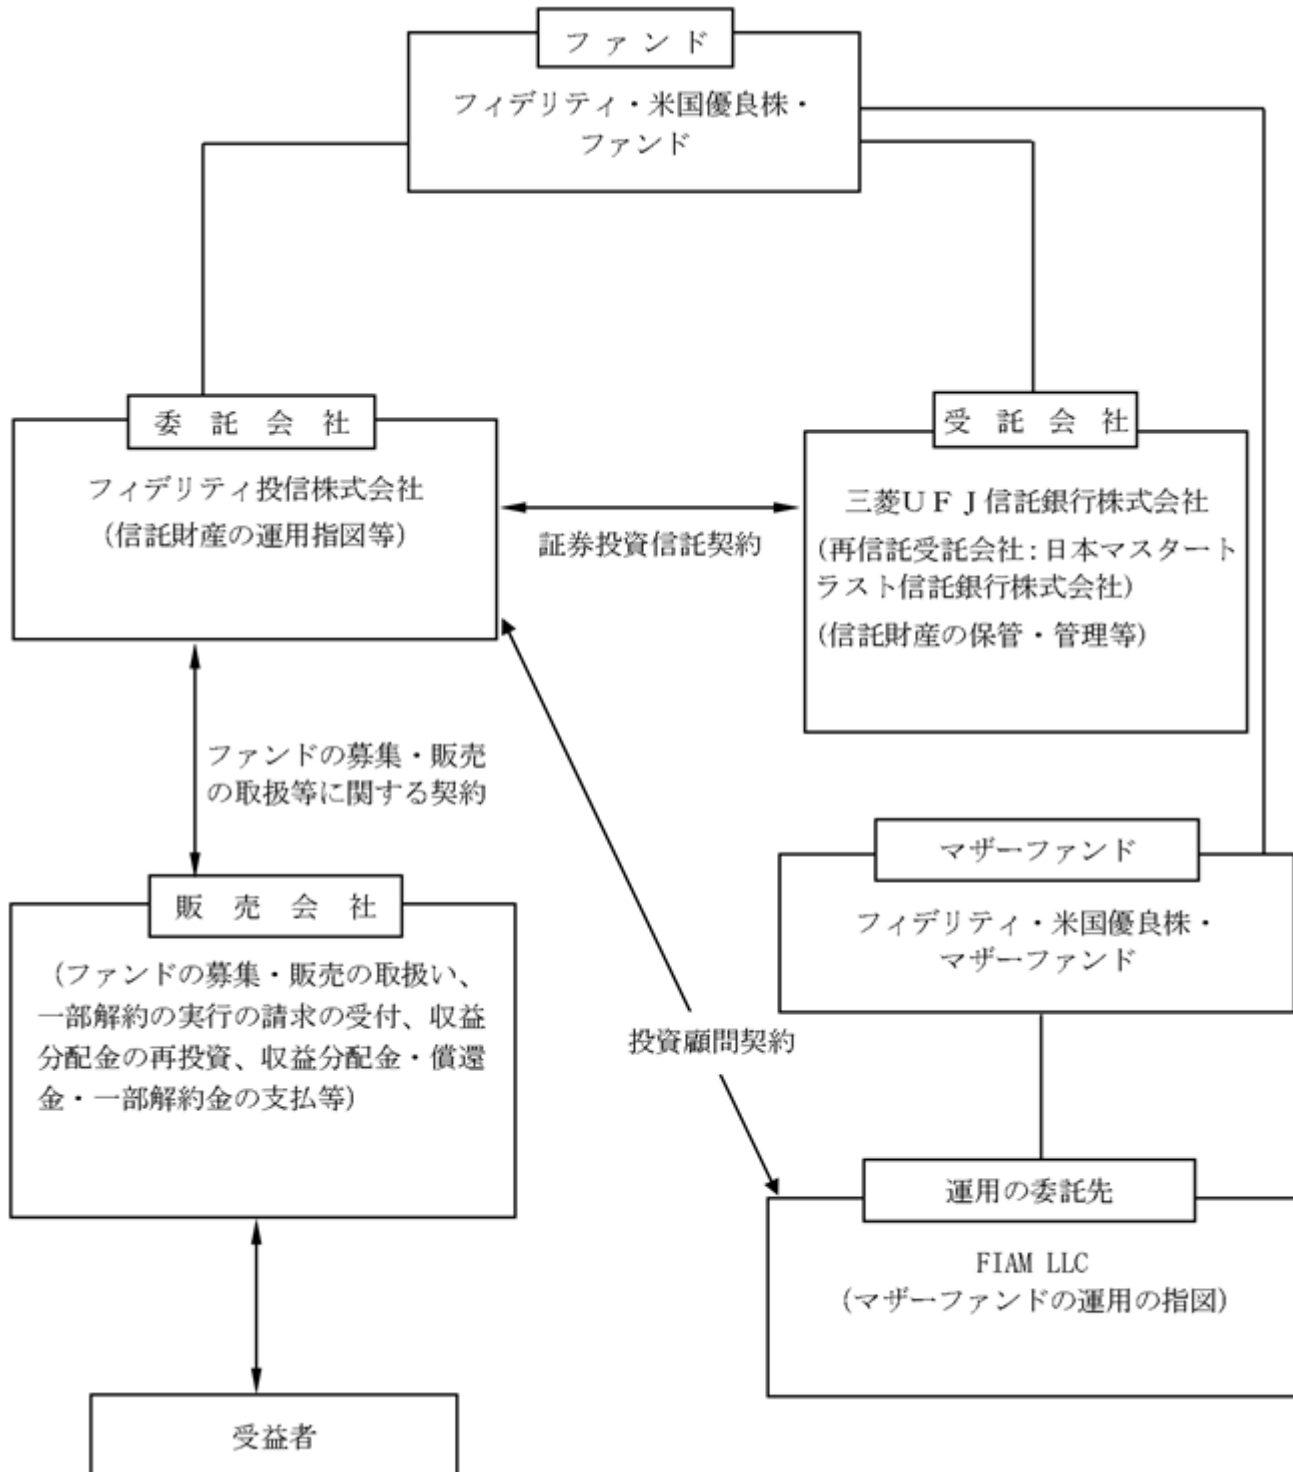 ファンド
フィデリティ・米国優良株・
ファンド
委託会社
フィデリティ投信株式会社
(信託財産の運用指図等)
証券投資信託契約
受託会社
三菱UFJ信託銀行株式会社
(再信託受託会社:日本マスタート
ラスト信託銀行株式会社)
(信託財産の保管・管理等)
ファンドの募集・販売
の取扱等に関する契約
マザーファンド
フィデリティ・米国優良株・
マザーファンド
販売会社
(ファンドの募集・販売の取扱い、
一部解約の実行の請求の受付、収益
分配金の再投資、収益分配金・償還
金・一部解約金の支払等)
投資顧問契約
運用の委託先
FIAM LLC
(マザーファンドの運用の指図)
受益者